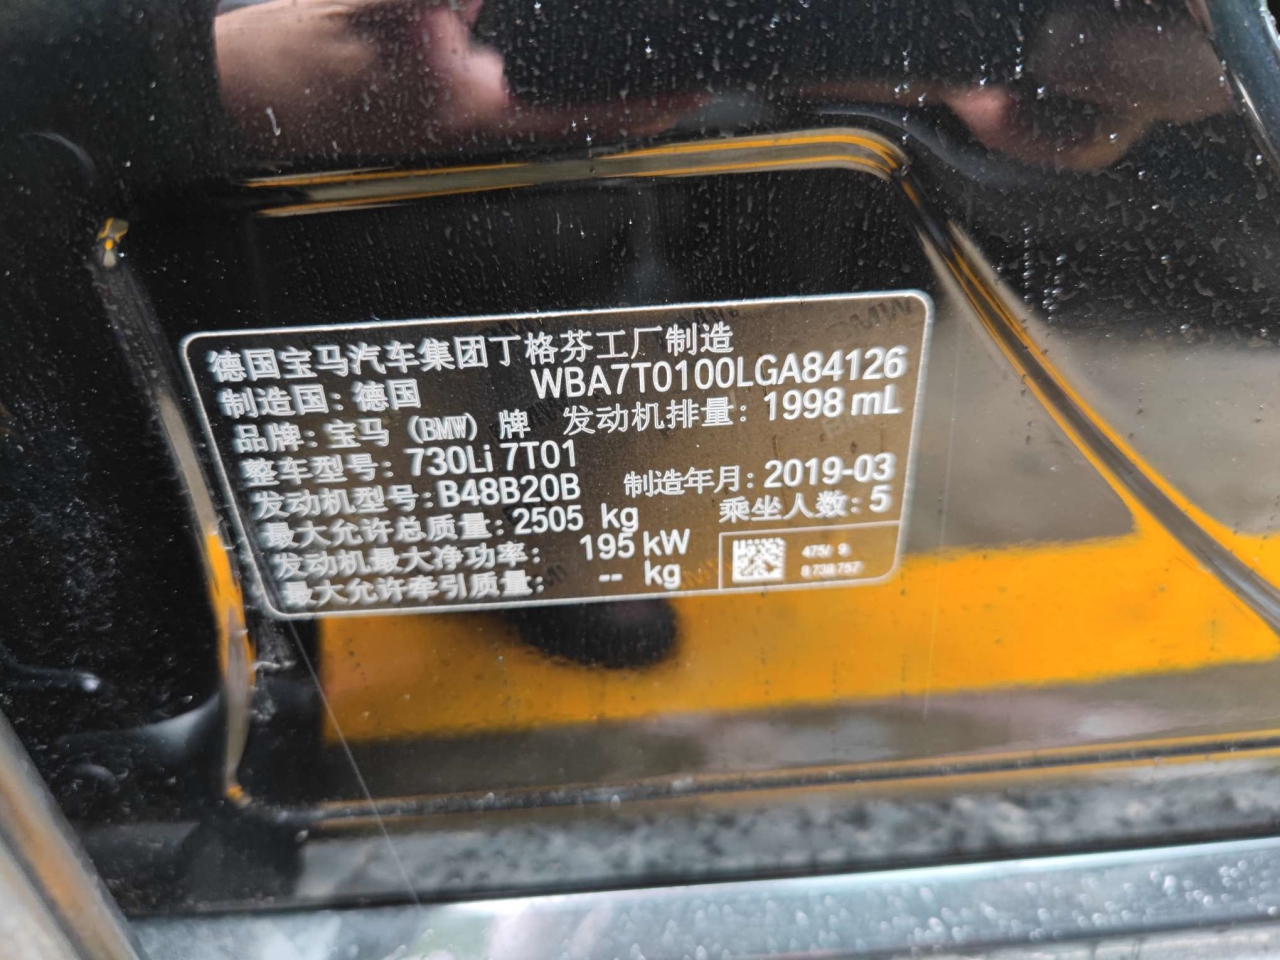 德国宝马汽车集团丁格芬工厂制造
制造国: 德国 WBA7T0100LGA84126
品牌: 宝马 (BMW) 牌 发动机排量: 1998 mL
整车型号: 730Li 7T01
发动机型号: B48B20B 制造年月: 2019-03
最大允许总质量: 2505 kg 乘坐人数: 5
发动机最大净功率: 195 kW
最大允许牵引质量: -- kg
8 738 757